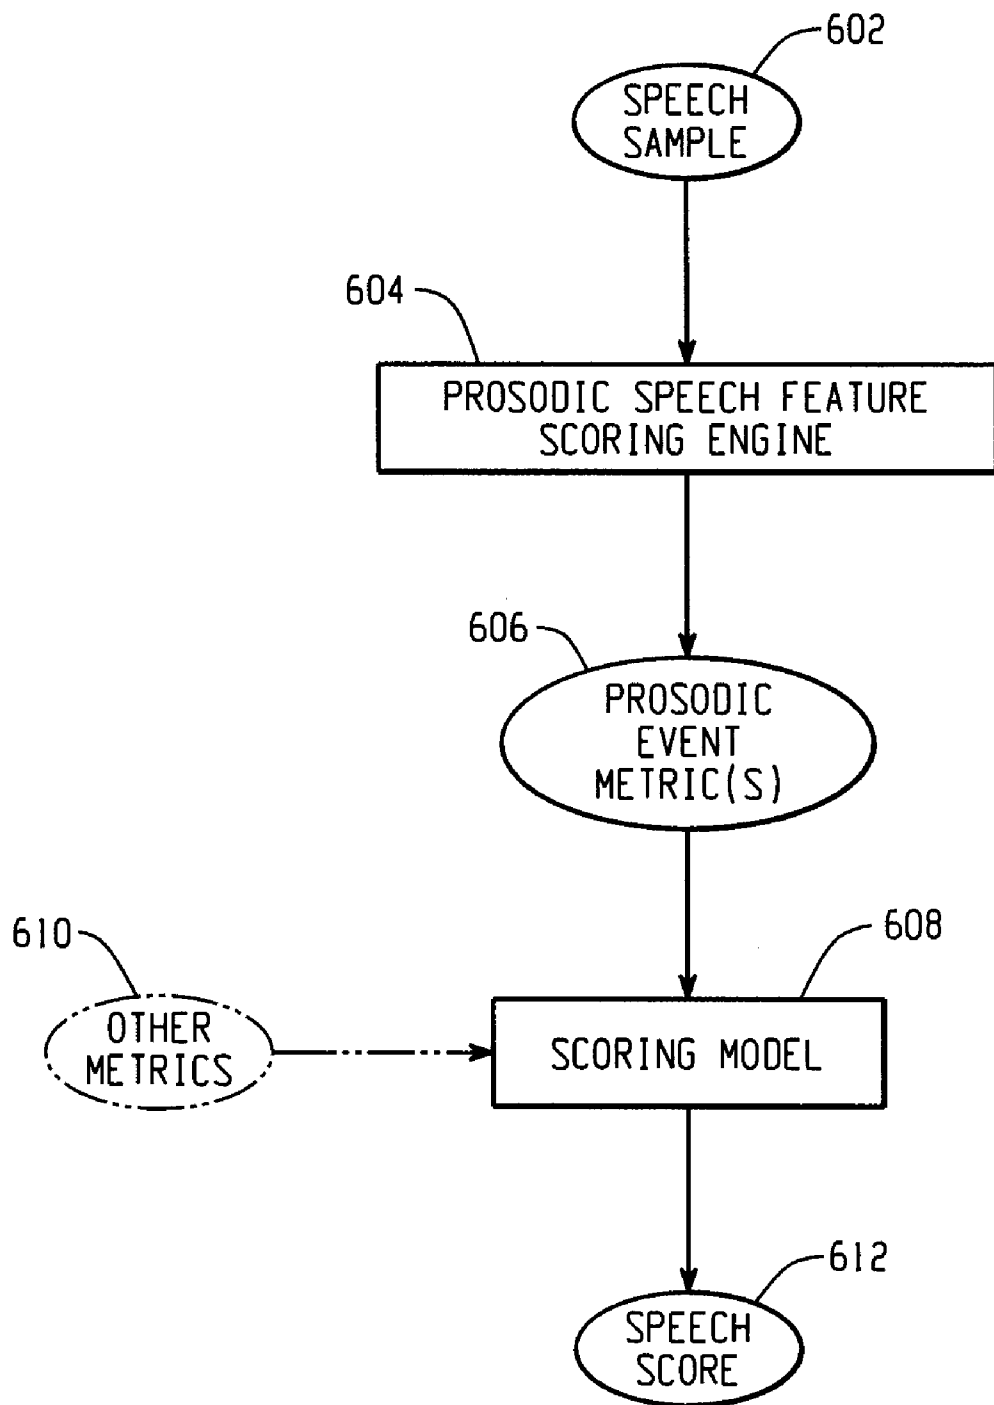 602
SPEECH
SAMPLE
604
PROSODIC SPEECH FEATURE
SCORING ENGINE
606
PROSODIC
EVENT
METRIC(S)
610
608
OTHER
METRICS
SCORING MODEL
612
SPEECH
SCORE